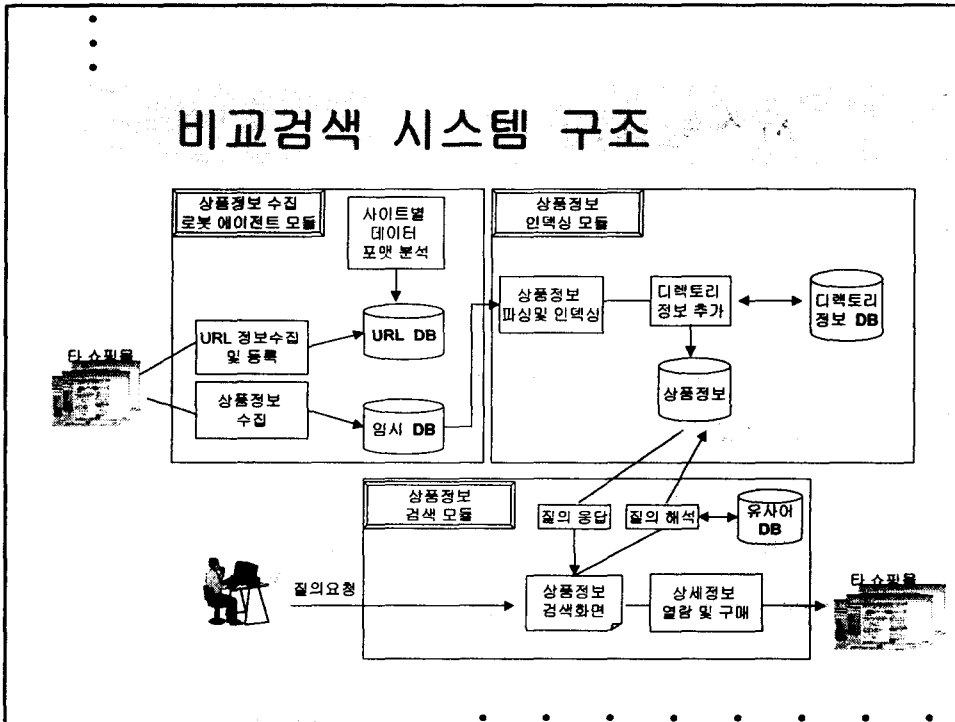 비교검색 시스템 구조
상품정보 수집
로봇 에이전트 모듈
사이트별
데이터
포맷 분석
URL 정보수집
및 등록
URL DB
타 쇼핑몰
상품정보
수집
임시 DB
상품정보
인덱싱 모듈
상품정보
파싱및 인덱싱
디렉토리
정보 추가
디렉토리
정보 DB
상품정보
상품정보
검색 모듈
질의 응답
질의 해석
유사어
DB
질의요청
상품정보
검색화면
상세정보
열람 및 구매
타 쇼핑몰